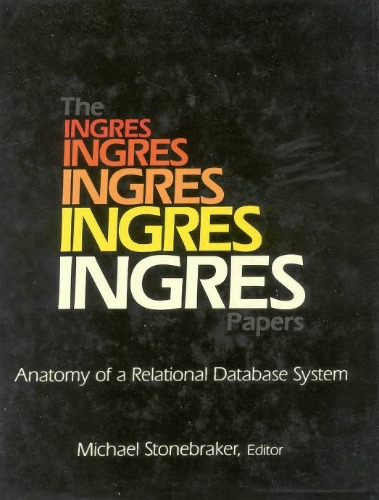 The
INGRES
INGRES
INGRES
INGRES
INGRES
Papers
Anatomy of a Relational Database System
Michael Stonebraker, Editor